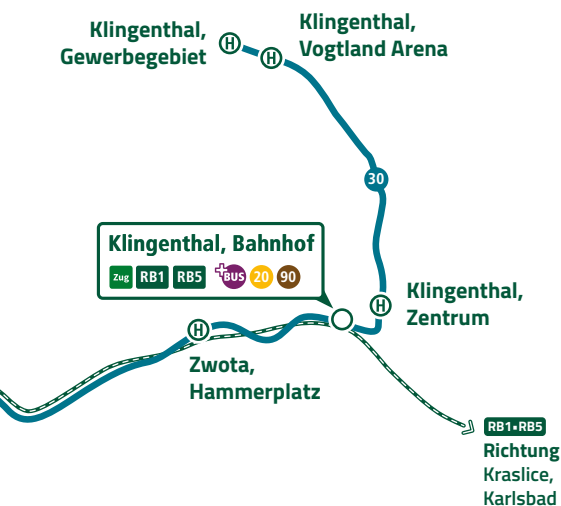 Klingenthal,
Gewerbegebiet
H
H
Klingenthal,
Vogtland Arena
30
Klingenthal, Bahnhof
Zug RB1 RB5 +BUS 20 90
H
Klingenthal,
Zentrum
H
Zwota,
Hammerplatz
RB1▪RB5
Richtung
Kraslice,
Karlsbad